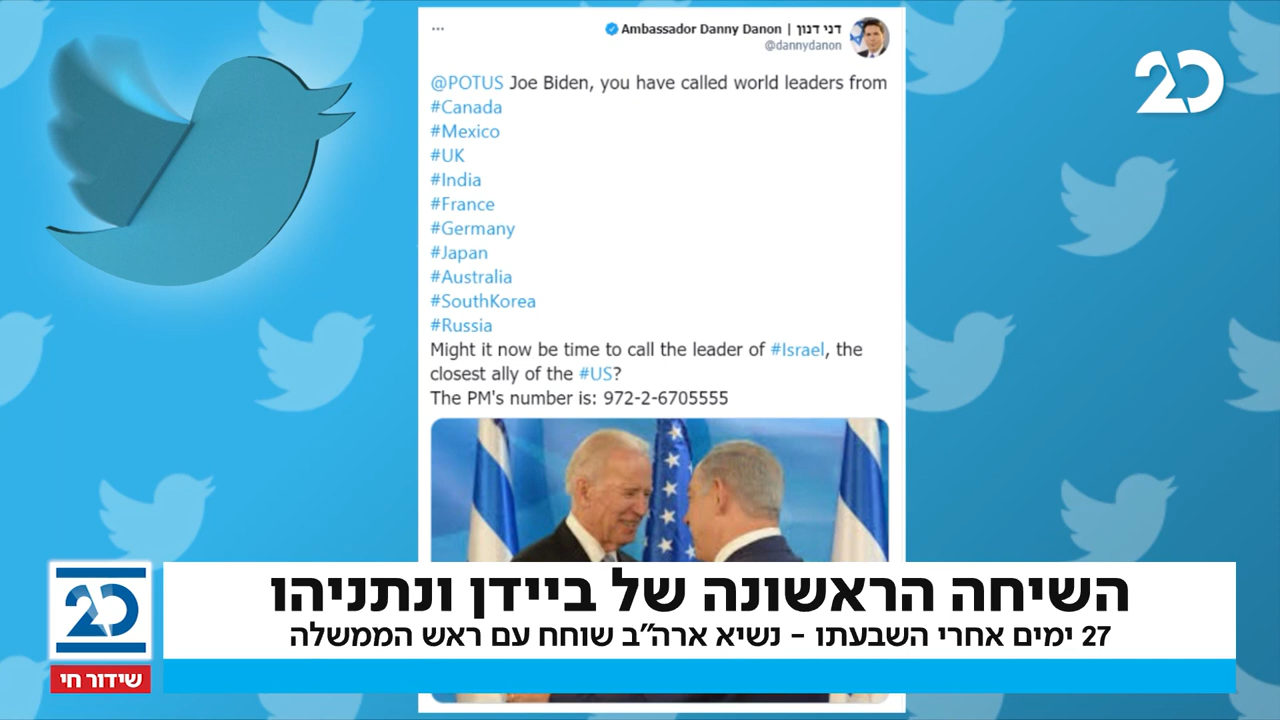 Ambassador Danny Danon | דני דנון
@dannydanon
@POTUS Joe Biden, you have called world leaders from
#Canada
#Mexico
#UK
#India
#France
#Germany
#Japan
#Australia
#SouthKorea
#Russia
Might it now be time to call the leader of #Israel, the
closest ally of the #US?
The PM's number is: 972-2-6705555
20
השיחה הראשונה של ביידן ונתניהו
27 ימים אחרי השבעתו - נשיא ארה"ב שוחח עם ראש הממשלה
20
שידור חי